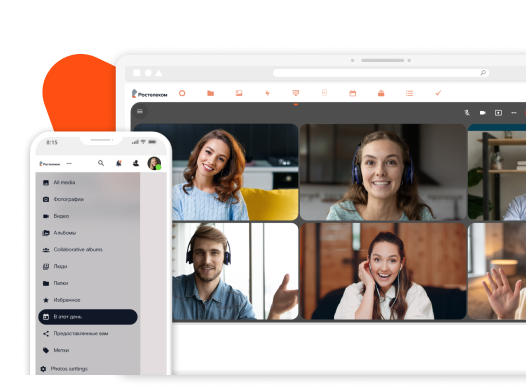 Ростелеком
8:15
Ростелеком
All media
Фотографии
Видео
Альбомы
Collaborative albums
Люди
Папки
Избранное
В этот день
Предоставленные вам
Метки
Photos settings